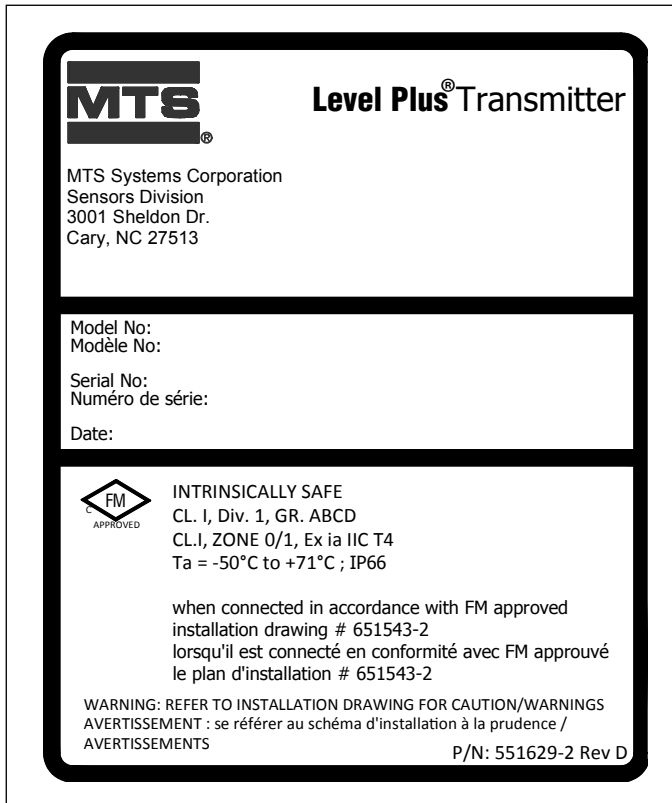 MTS®
Level Plus® Transmitter
MTS Systems Corporation
Sensors Division
3001 Sheldon Dr.
Cary, NC 27513
Model No:
Modèle No:
Serial No:
Numéro de série:
Date:
FM
C
APPROVED
INTRINSICALLY SAFE
CL. I, Div. 1, GR. ABCD
CL.I, ZONE 0/1, Ex ia IIC T4
Ta = -50°C to +71°C ; IP66
when connected in accordance with FM approved
installation drawing # 651543-2
lorsqu'il est connecté en conformité avec FM approuvé
le plan d'installation # 651543-2
WARNING: REFER TO INSTALLATION DRAWING FOR CAUTION/WARNINGS
AVERTISSEMENT : se référer au schéma d'installation à la prudence /
AVERTISSEMENTS
P/N: 551629-2 Rev D